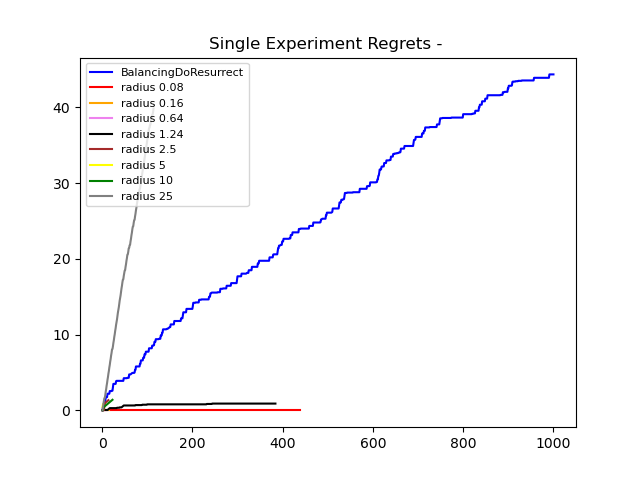 Single Experiment Regrets -
BalancingDoResurrect
radius 0.08
radius 0.16
radius 0.64
radius 1.24
radius 2.5
radius 5
radius 10
radius 25
40
30
20
10
0
0 200 400 600 800 1000